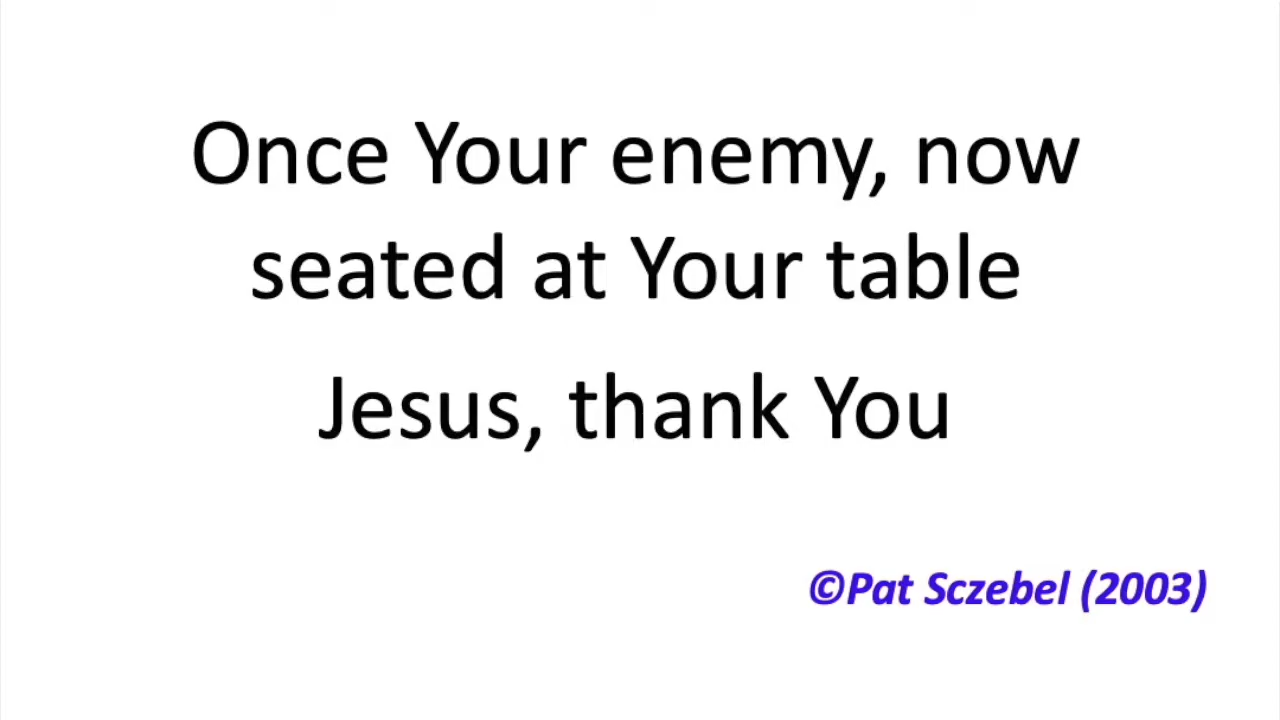 Once Your enemy, now
seated at Your table
Jesus, thank You
©Pat Sczebel (2003)